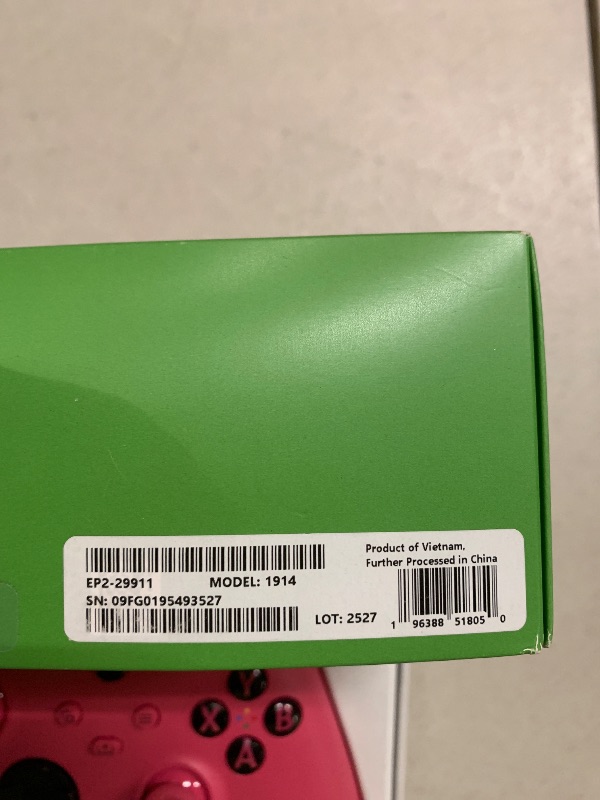 Product of Vietnam,
Further Processed in China
EP2-29911 MODEL: 1914
SN: 09FG0195493527
LOT: 2527
1 96388 51805 0
Y
X B
A